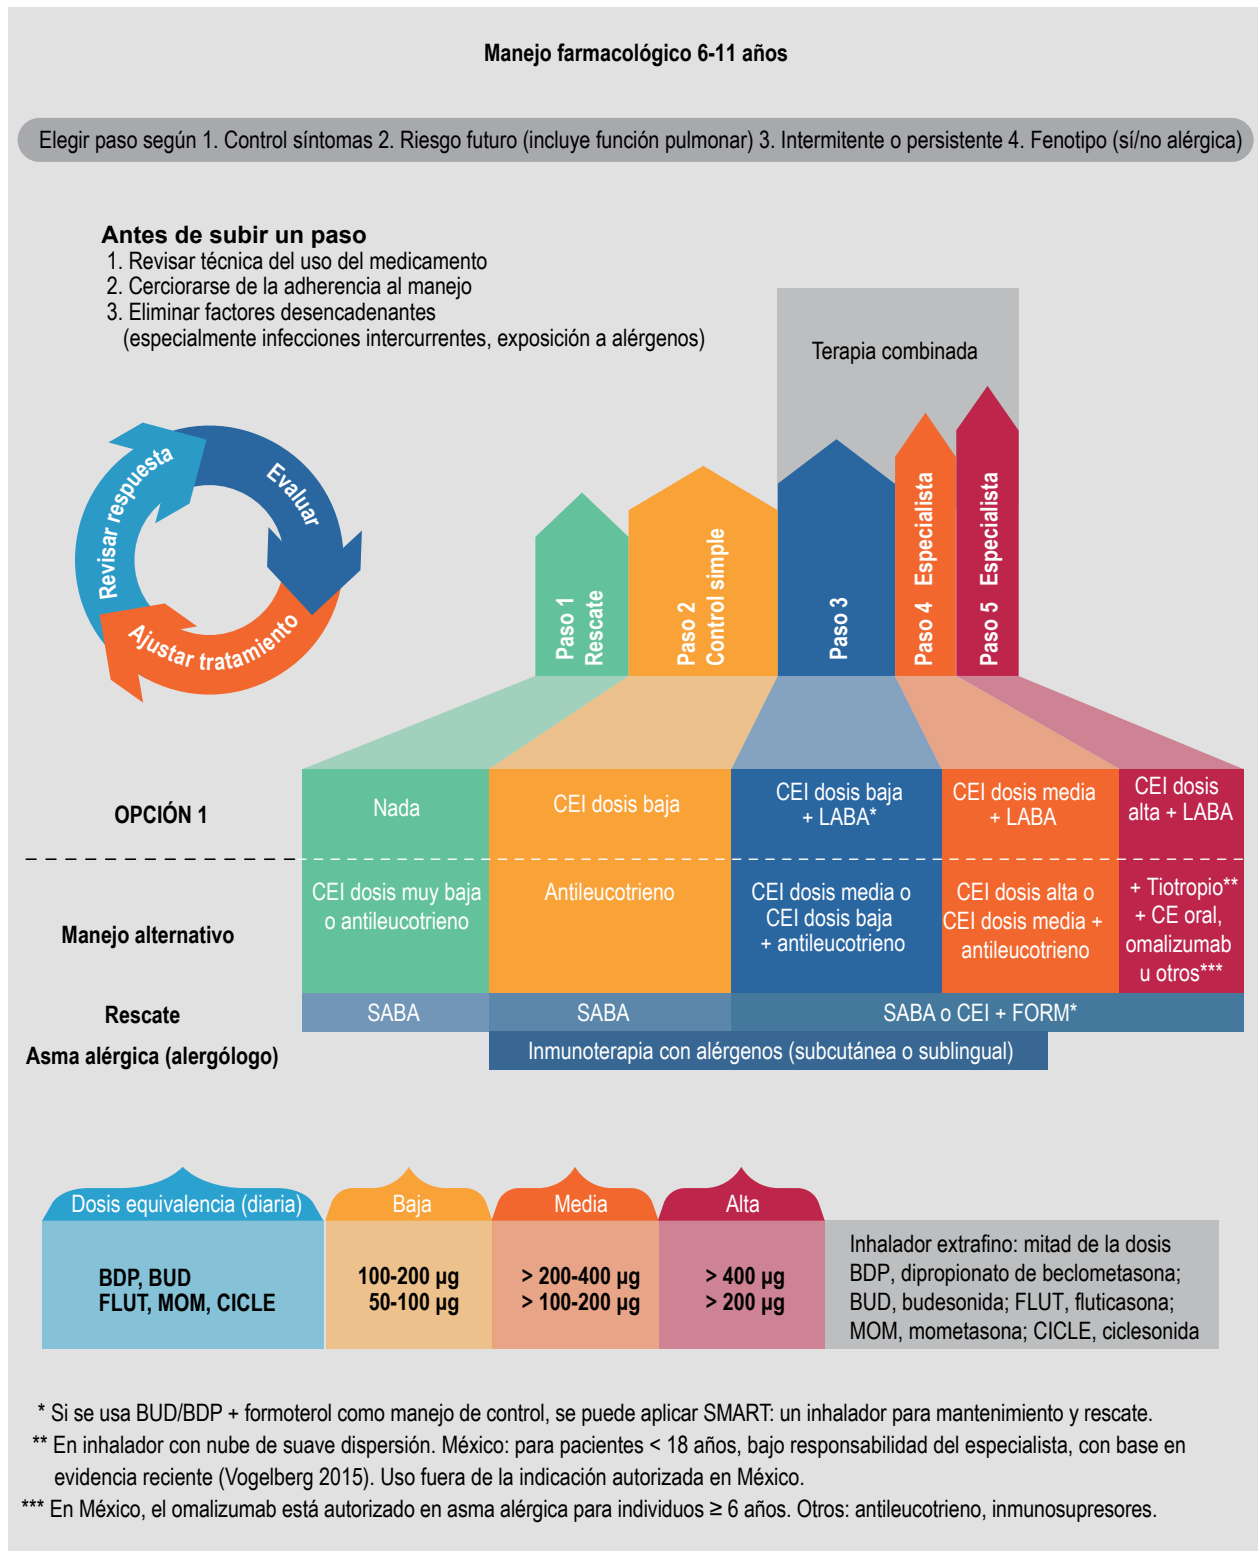 Manejo farmacológico 6-11 años
Elegir paso según 1. Control síntomas 2. Riesgo futuro (incluye función pulmonar) 3. Intermitente o persistente 4. Fenotipo (sí/no alérgica)
Antes de subir un paso
1. Revisar técnica del uso del medicamento
2. Cerciorarse de la adherencia al manejo
3. Eliminar factores desencadenantes
(especialmente infecciones intercurrentes, exposición a alérgenos)
Terapia combinada
Revisar respuesta
Evaluar
Ajustar tratamiento
Paso 1
Rescate
Paso 2
Control simple
Paso 3
Paso 4 Especialista
Paso 5 Especialista
OPCIÓN 1
Nada
CEI dosis baja
CEI dosis baja
+ LABA*
CEI dosis media
+ LABA
CEI dosis
alta + LABA
Manejo alternativo
CEI dosis muy baja
o antileucotrieno
Antileucotrieno
CEI dosis media o
CEI dosis baja
+ antileucotrieno
CEI dosis alta o
CEI dosis media +
antileucotrieno
+ Tiotropio**
+ CE oral,
omalizumab
u otros***
Rescate
SABA
SABA
SABA o CEI + FORM*
Asma alérgica (alergólogo)
Inmunoterapia con alérgenos (subcutánea o sublingual)
Dosis equivalencia (diaria)
Baja
Media
Alta
BDP, BUD
FLUT, MOM, CICLE
100-200 µg
50-100 µg
> 200-400 µg
> 100-200 µg
> 400 µg
> 200 µg
Inhalador extrafino: mitad de la dosis
BDP, dipropionato de beclometasona;
BUD, budesonida; FLUT, fluticasona;
MOM, mometasona; CICLE, ciclesonida
* Si se usa BUD/BDP + formoterol como manejo de control, se puede aplicar SMART: un inhalador para mantenimiento y rescate.
** En inhalador con nube de suave dispersión. México: para pacientes < 18 años, bajo responsabilidad del especialista, con base en
evidencia reciente (Vogelberg 2015). Uso fuera de la indicación autorizada en México.
*** En México, el omalizumab está autorizado en asma alérgica para individuos ≥ 6 años. Otros: antileucotrieno, inmunosupresores.